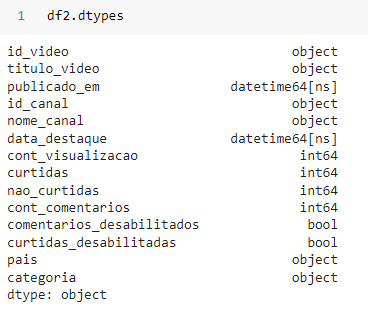 1 df2.dtypes
id_video object
titulo_video object
publicado_em datetime64[ns]
id_canal object
nome_canal object
data_destaque datetime64[ns]
cont_visualizacao int64
curtidas int64
nao_curtidas int64
cont_comentarios int64
comentarios_desabilitados bool
curtidas_desabilitadas bool
pais object
categoria object
dtype: object